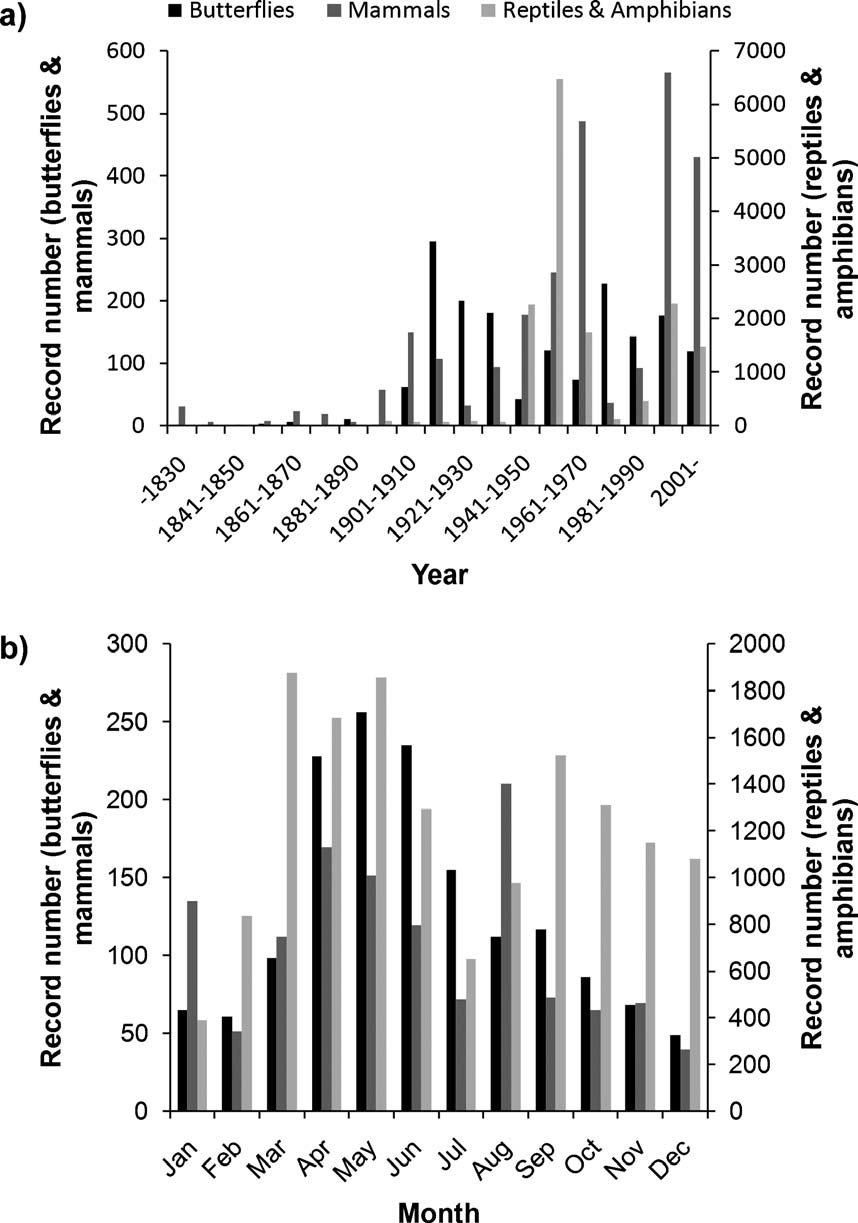 a)
Butterflies Mammals Reptiles & Amphibians
Record number (butterflies &
mammals)
600
500
400
300
200
100
0
7000
6000
5000
4000
3000
2000
1000
0
Record number (reptiles &
amphibians)
-1830
1841-1850
1861-1870
1881-1890
1901-1910
1921-1930
1941-1950
1961-1970
1981-1990
2001-
Year
b)
Record number (butterflies &
mammals)
300
250
200
150
100
50
0
2000
1800
1600
1400
1200
1000
800
600
400
200
0
Record number (reptiles &
amphibians)
Jan
Feb
Mar
Apr
May
Jun
Jul
Aug
Sep
Oct
Nov
Dec
Month